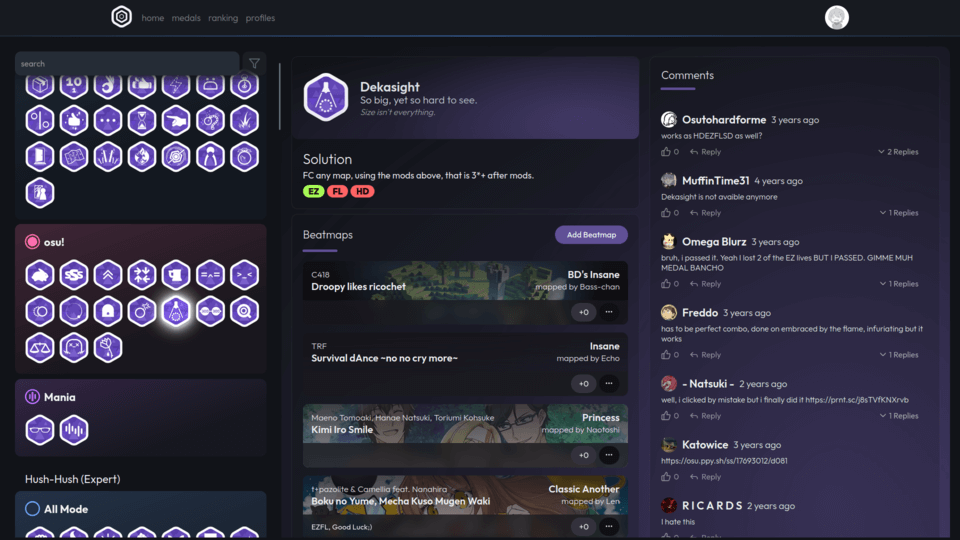 home medals ranking profiles
search
osu!
Mania
Hush-Hush (Expert)
All Mode
Dekasight
So big, yet so hard to see.
Size isn't everything.
Solution
FC any map, using the mods above, that is 3*+ after mods.
EZ FL HD
Beatmaps
Add Beatmap
C418
Droopy likes ricochet
BD's Insane
mapped by Bass-chan
+0
TRF
Survival dAnce ~no no cry more~
Insane
mapped by Echo
+0
Maeno Tomoaki, Hanae Natsuki, Toriumi Kohsuke
Kimi Iro Smile
Princess
mapped by Naotoshi
+0
t+pazolite & Camellia feat. Nanahira
Boku no Yume, Mecha Kuso Mugen Waki
Classic Another
mapped by Len
EZFL, Good Luck;)
+0
Comments
Osutohardforme 3 years ago
works as HDEZFLSD as well?
0 Reply 2 Replies
MuffinTime31 4 years ago
Dekasight is not avaible anymore
0 Reply 1 Replies
Omega Blurz 3 years ago
bruh, i passed it. Yeah I lost 2 of the EZ lives BUT I PASSED. GIMME MUH
MEDAL BANCHO
0 Reply 1 Replies
Freddo 3 years ago
has to be perfect combo, done on embraced by the flame, infuriating but it
works
0 Reply 1 Replies
- Natsuki - 2 years ago
well, i clicked by mistake but i finally did it https://prnt.sc/j8sTVfKNXrvb
0 Reply 1 Replies
Katowice 3 years ago
https://osu.ppy.sh/ss/17693012/d081
0 Reply
R I C A R D S 2 years ago
I hate this
0 Reply